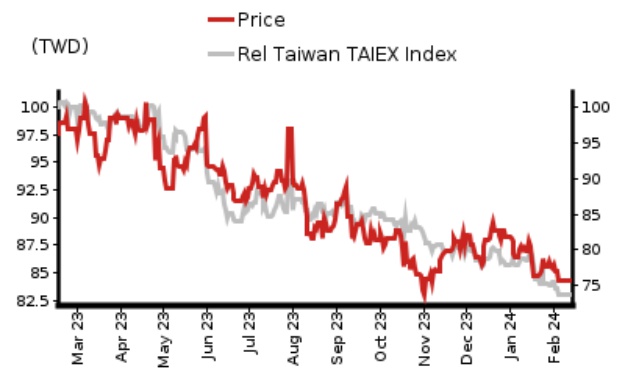 Price
(TWD)
Rel Taiwan TAIEX Index
100
97.5
95
92.5
90
87.5
85
82.5
100
95
90
85
80
75
Mar 23
Apr 23
May 23
Jun 23
Jul 23
Aug 23
Sep 23
Oct 23
Nov 23
Dec 23
Jan 24
Feb 24